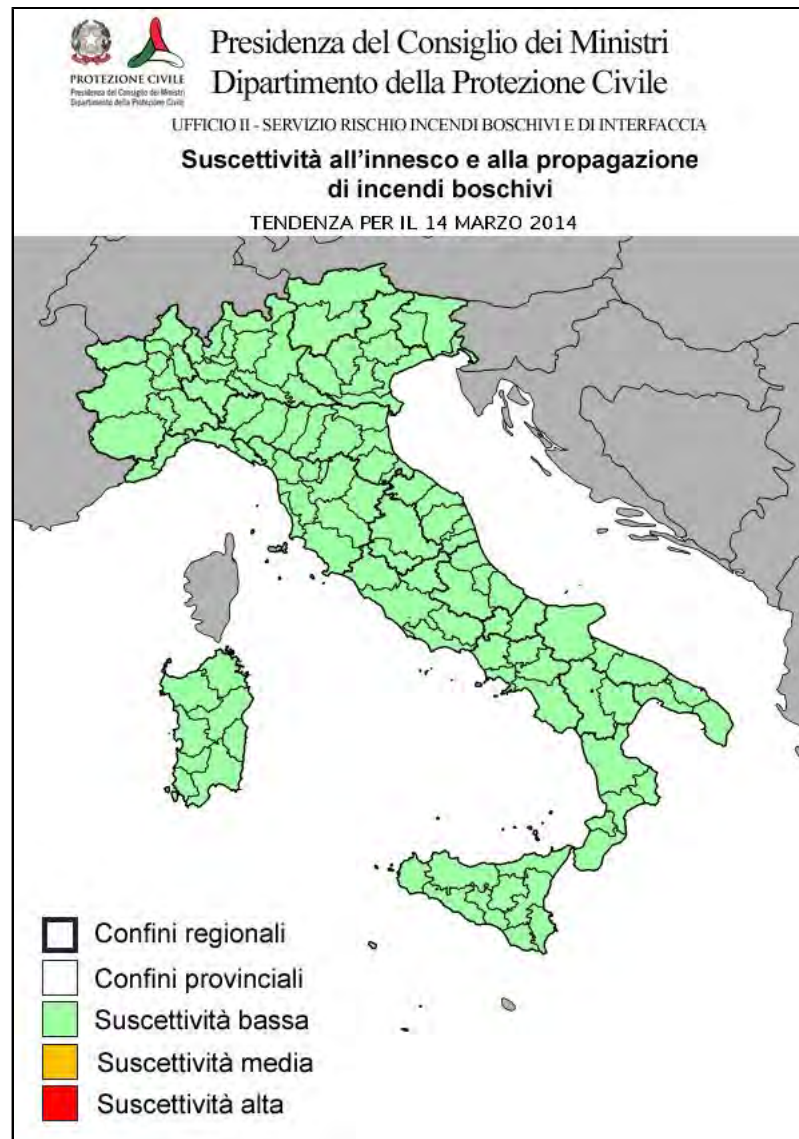 Presidenza del Consiglio dei Ministri
Dipartimento della Protezione Civile
PROTEZIONE CIVILE
Presidenza del Consiglio dei Ministri
Dipartimento della Protezione Civile
UFFICIO II - SERVIZIO RISCHIO INCENDI BOSCHIVI E DI INTERFACCIA
Suscettività all'innesco e alla propagazione
di incendi boschivi
TENDENZA PER IL 14 MARZO 2014
Confini regionali
Confini provinciali
Suscettività bassa
Suscettività media
Suscettività alta